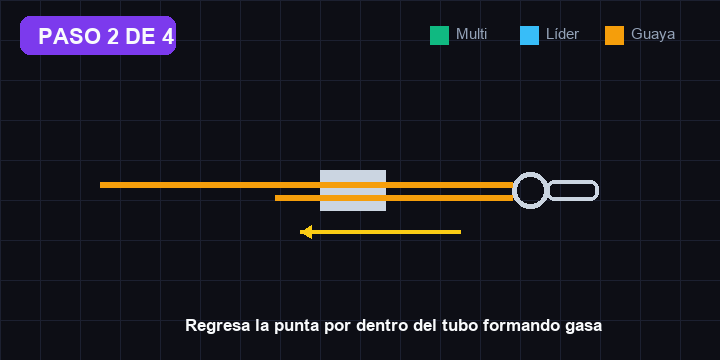 PASO 2 DE 4
Multi
Líder
Guaya
Regresa la punta por dentro del tubo formando gasa